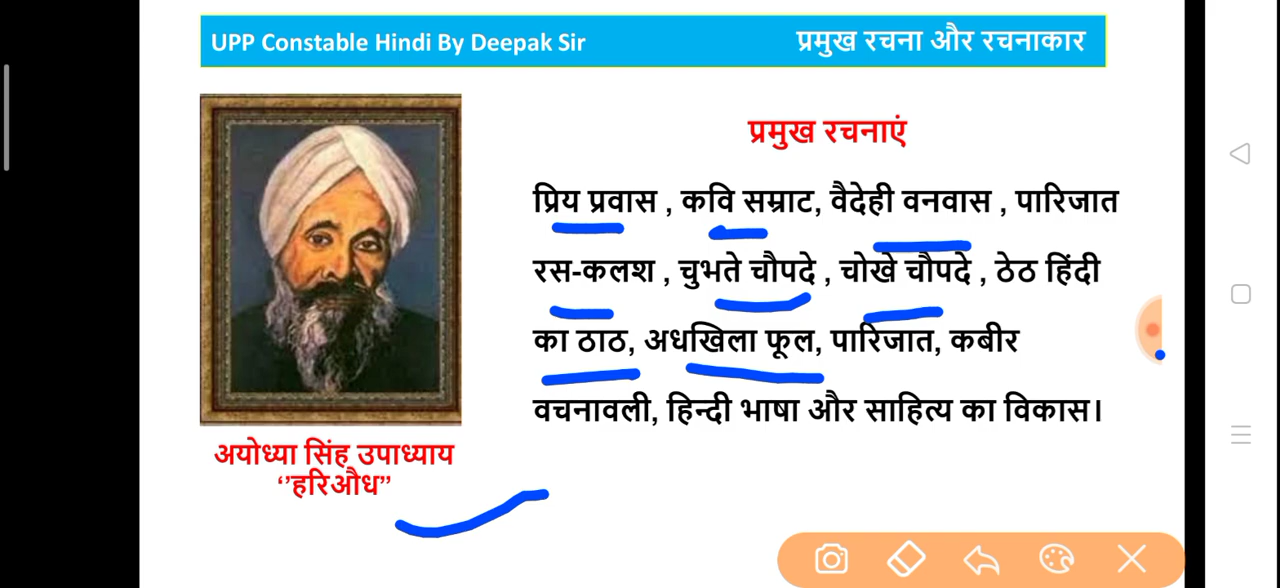 UPP Constable Hindi By Deepak Sir
प्रमुख रचना और रचनाकार
प्रमुख रचनाएं
प्रिय प्रवास , कवि सम्राट, वैदेही वनवास , पारिजात
रस-कलश , चुभते चौपदे , चोखे चौपदे , ठेठ हिंदी
का ठाठ, अधखिला फूल, पारिजात, कबीर
वचनावली, हिन्दी भाषा और साहित्य का विकास।
अयोध्या सिंह उपाध्याय
‘’हरिऔध”